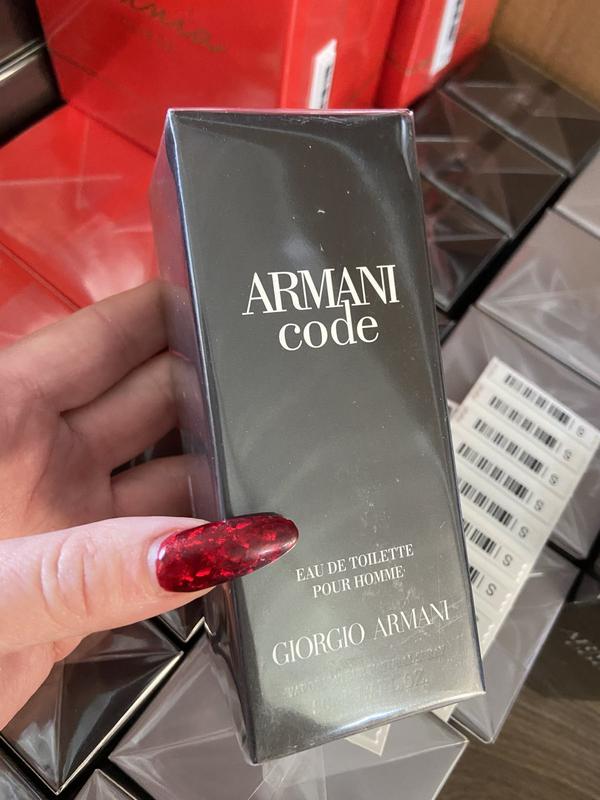 ARMANI
code
EAU DE TOILETTE
POUR HOMME
GIORGIO ARMANI